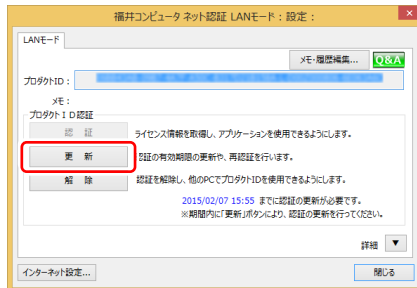 福井コンピュータ ネット認証 LANモード：設定：
LANモード
メモ・履歴編集... Q&A
プロダクトID：
メモ：
プロダクトID認証
認 証 ライセンス情報を取得し、アプリケーションを使用できるようにします。
更 新 認証の有効期限の更新や、再認証を行います。
解 除 認証を解除し、他のPCでプロダクトIDを使用できるようにします。
2015/02/07 15:55 までに認証の更新が必要です。
※期間内に「更新」ボタンにより、認証の更新を行ってください。
詳細 ▼
インターネット設定... 閉じる